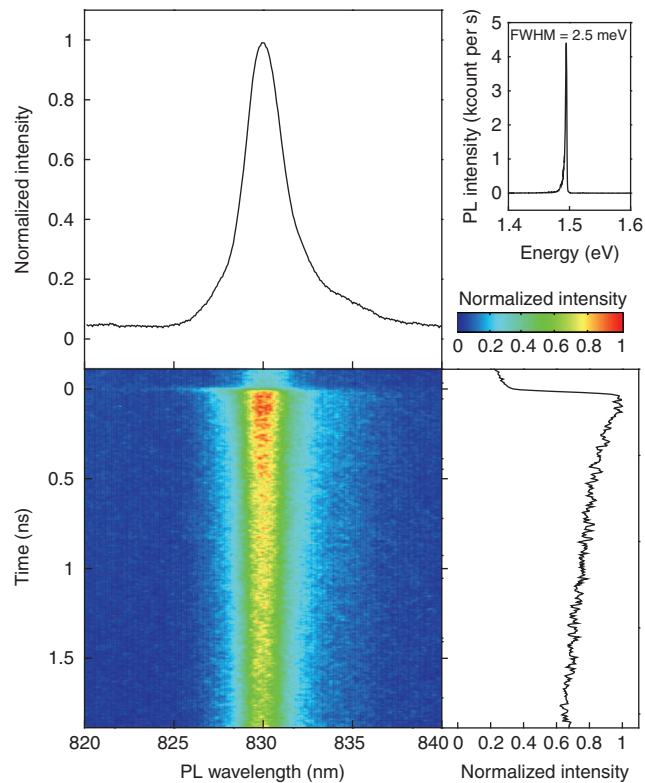 Normalized intensity
1
0.8
0.6
0.4
0.2
0
PL intensity (kcount per s)
5
4
3
2
1
0
FWHM = 2.5 meV
1.4 1.5 1.6
Energy (eV)
Normalized intensity
0 0.2 0.4 0.6 0.8 1
Time (ns)
0
0.5
1
1.5
820 825 830 835 840
PL wavelength (nm)
0 0.2 0.4 0.6 0.8 1
Normalized intensity